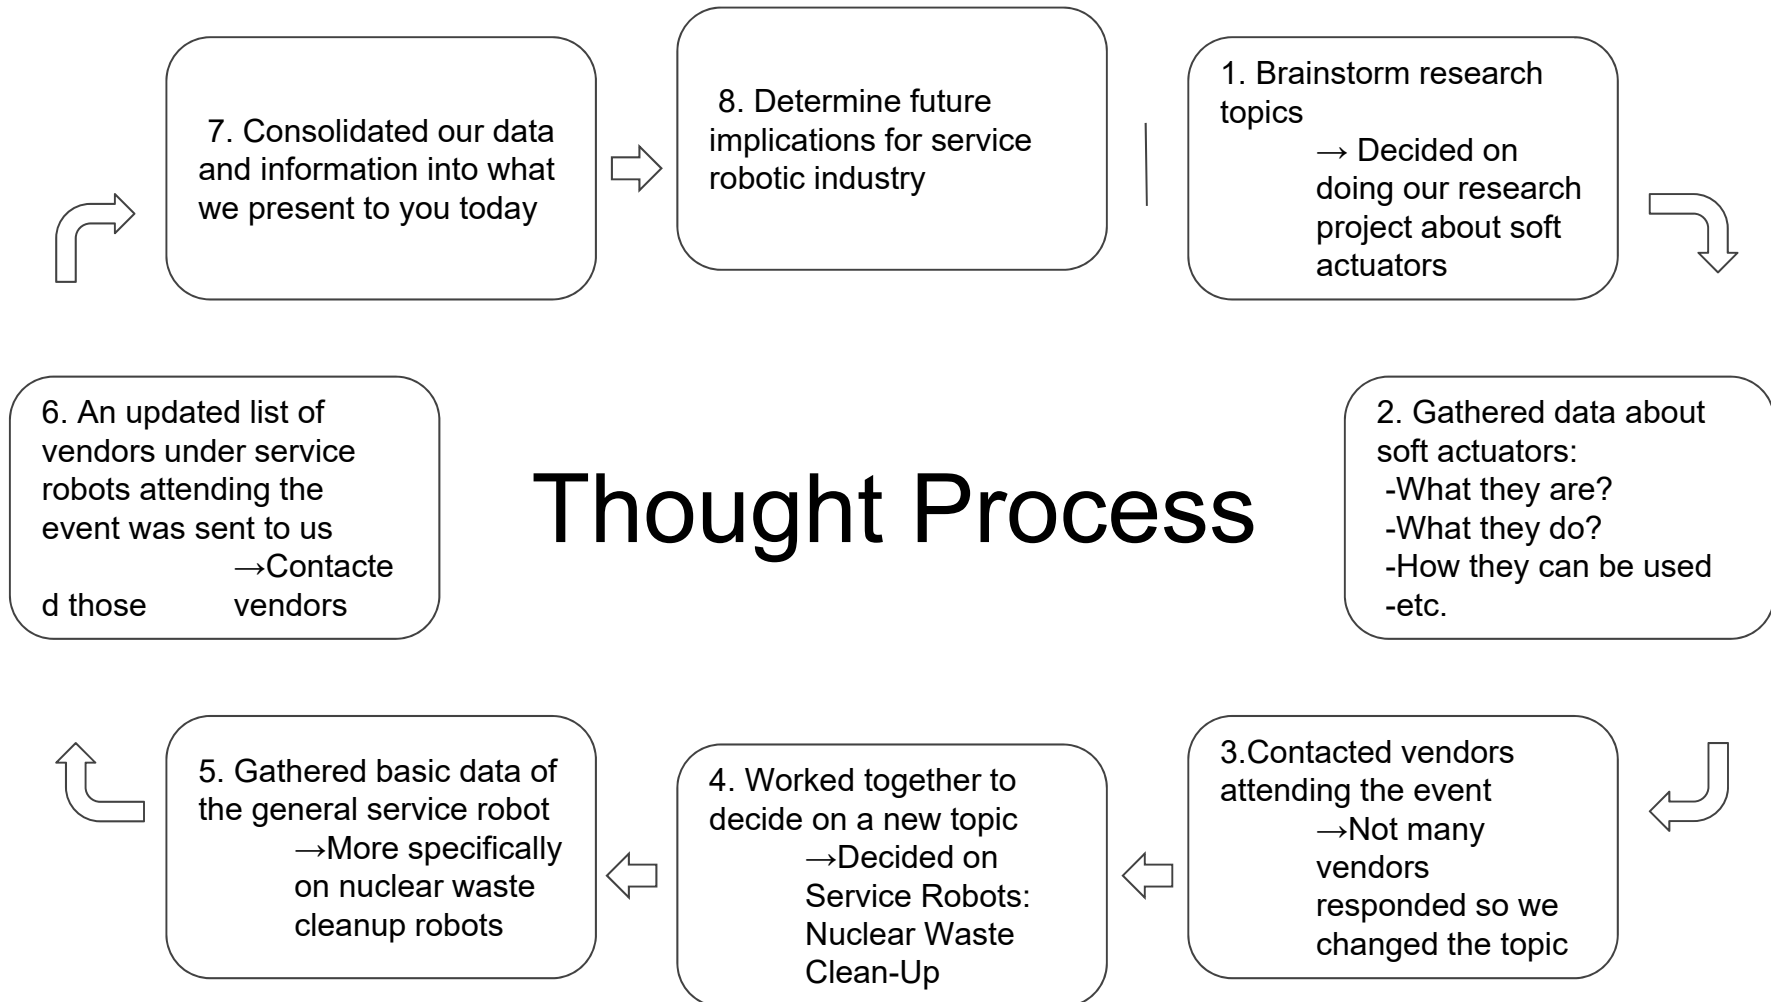 1. Brainstorm research
topics
→ Decided on
doing our research
project about soft
actuators
2. Gathered data about
soft actuators:
-What they are?
-What they do?
-How they can be used
-etc.
3.Contacted vendors
attending the event
→Not many
vendors
responded so we
changed the topic
4. Worked together to
decide on a new topic
→Decided on
Service Robots:
Nuclear Waste
Clean-Up
5. Gathered basic data of
the general service robot
→More specifically
on nuclear waste
cleanup robots
6. An updated list of
vendors under service
robots attending the
event was sent to us
→Contacte
d those vendors
7. Consolidated our data
and information into what
we present to you today
8. Determine future
implications for service
robotic industry
Thought Process